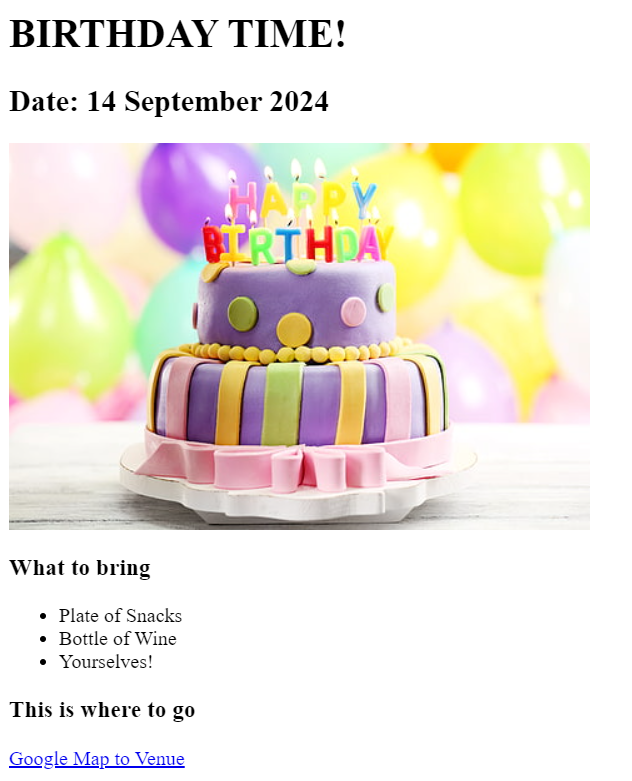 BIRTHDAY TIME!
Date: 14 September 2024
HAPPY
BIRTHDAY
What to bring
Plate of Snacks
Bottle of Wine
Yourselves!
This is where to go
Google Map to Venue